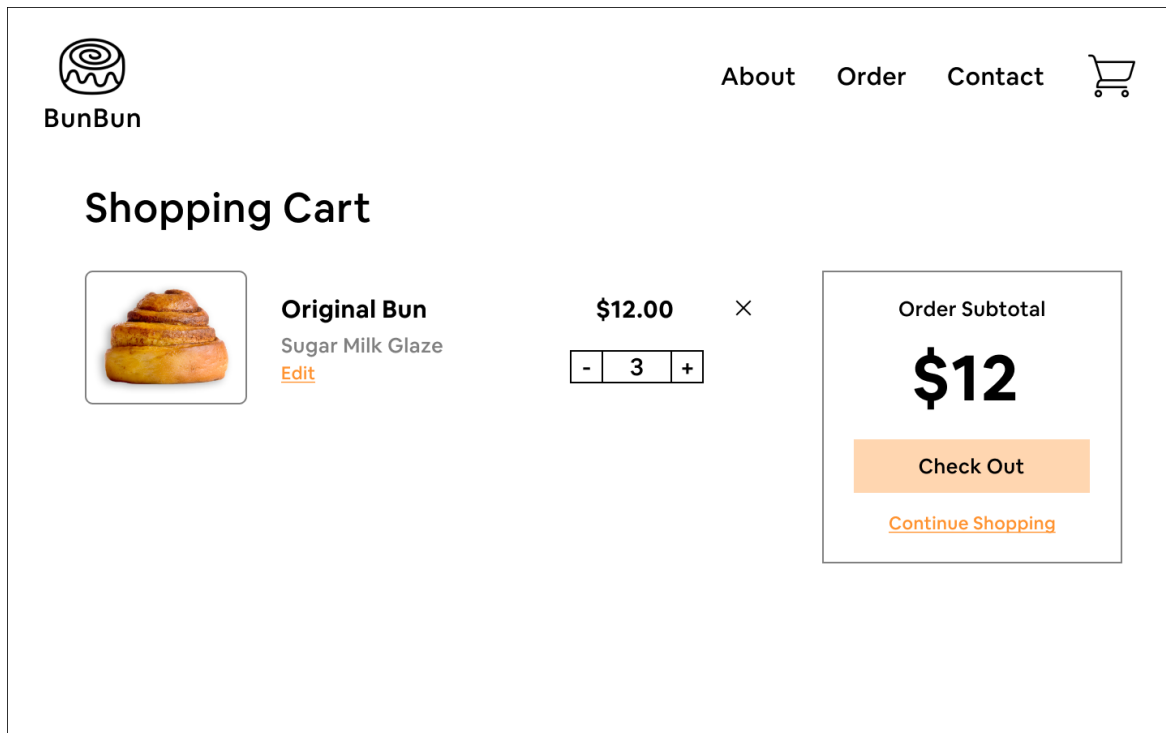 BunBun
About Order Contact
Shopping Cart
Original Bun
Sugar Milk Glaze
Edit
$12.00
- 3 +
Order Subtotal
$12
Check Out
Continue Shopping